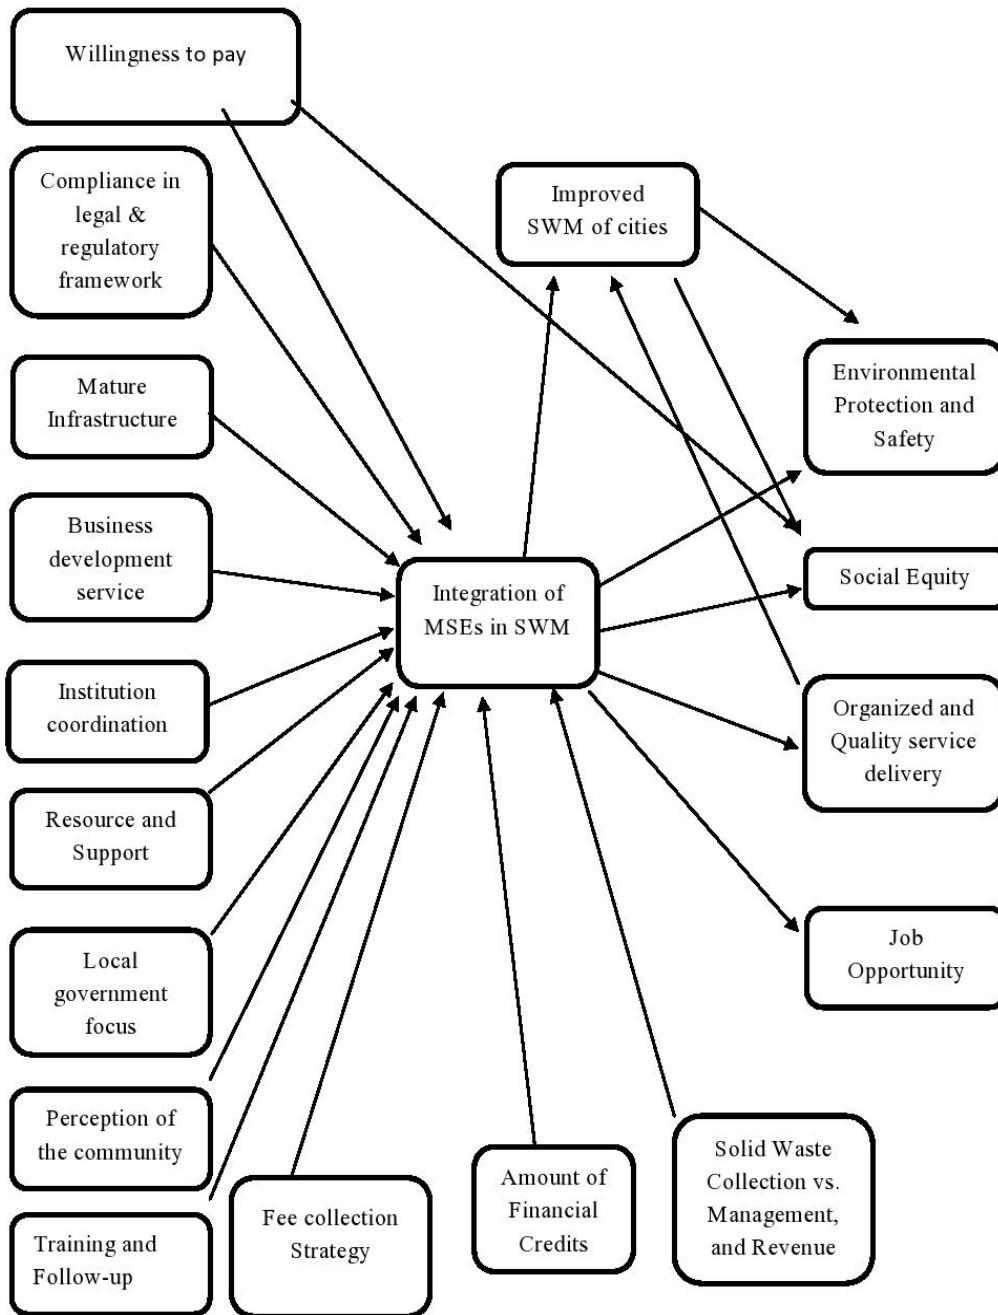 Willingness to pay
Compliance in
legal &
regulatory
framework
Mature
Infrastructure
Business
development
service
Institution
coordination
Resource and
Support
Local
government
focus
Perception of
the community
Training and
Follow-up
Fee collection
Strategy
Amount of
Financial
Credits
Solid Waste
Collection vs.
Management,
and Revenue
Integration of
MSEs in SWM
Improved
SWM of cities
Environmental
Protection and
Safety
Social Equity
Organized and
Quality service
delivery
Job
Opportunity